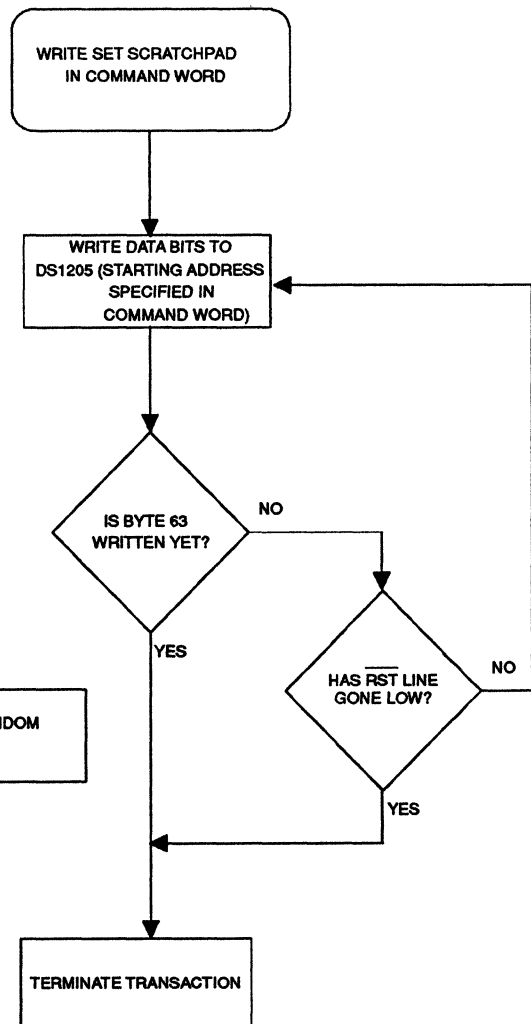 WRITE SET SCRATCHPAD
IN COMMAND WORD
WRITE DATA BITS TO
DS1205 (STARTING ADDRESS
SPECIFIED IN
COMMAND WORD)
IS BYTE 63
WRITTEN YET?
NO
YES
HAS R̅S̅T̅ LINE
GONE LOW?
NO
YES
TERMINATE TRANSACTION